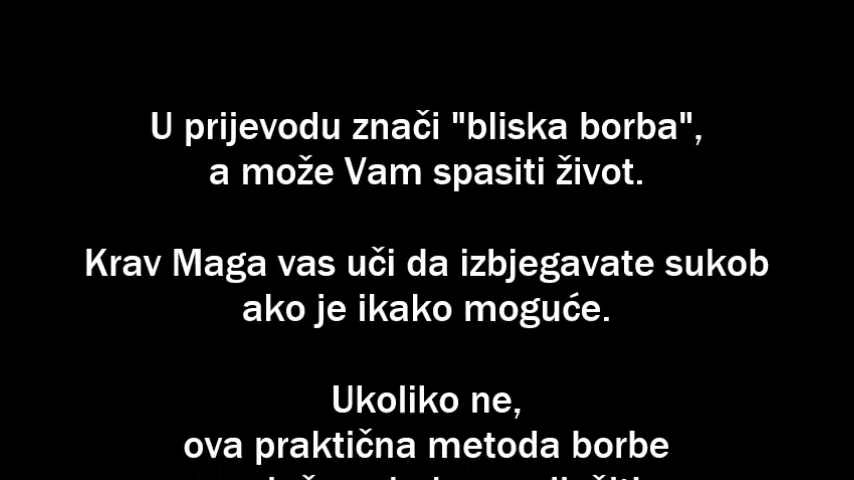 U prijevodu znači "bliska borba",
a može Vam spasiti život.
Krav Maga vas uči da izbjegavate sukob
ako je ikako moguće.
Ukoliko ne,
ova praktična metoda borbe